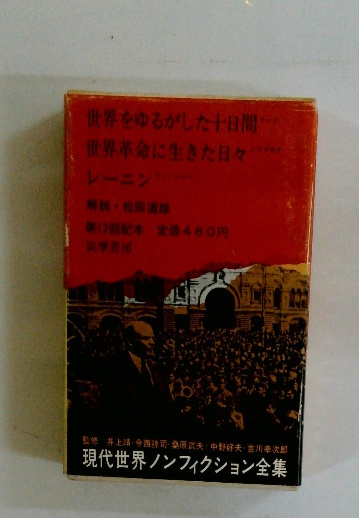 世界をゆるがした十日間
世界革命に生きた日々
レーニン
解説・松田道雄
第12回配本 定価480円
筑摩書房
監修 井上靖・今西錦司・桑原武夫・中野好夫・吉川幸次郎
現代世界ノンフィクション全集